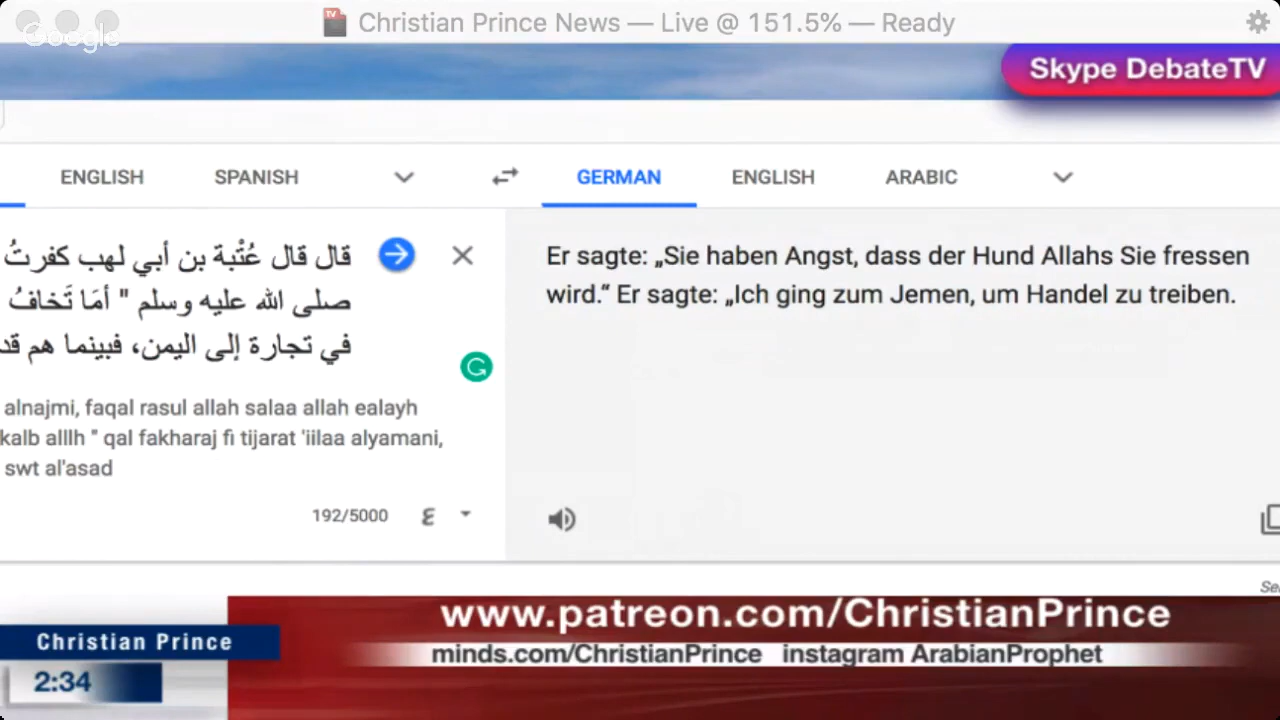 Christian Prince News — Live @ 151.5% — Ready
Google
Skype DebateTV
ENGLISH SPANISH GERMAN ENGLISH ARABIC
قال قال عُتْبة بن أبي لهب كفرتُ
صلى الله عليه وسلم " أمَا تَخافُ
في تجارة إلى اليمن، فبينما هم قد
alnajmi, faqal rasul allah salaa allah ealayh
kalb alllh " qal fakharaj fi tijarat 'iilaa alyamani,
swt al'asad
192/5000
Er sagte: „Sie haben Angst, dass der Hund Allahs Sie fressen
wird.“ Er sagte: „Ich ging zum Jemen, um Handel zu treiben.
www.patreon.com/ChristianPrince
minds.com/ChristianPrince instagram ArabianProphet
Christian Prince
2:34